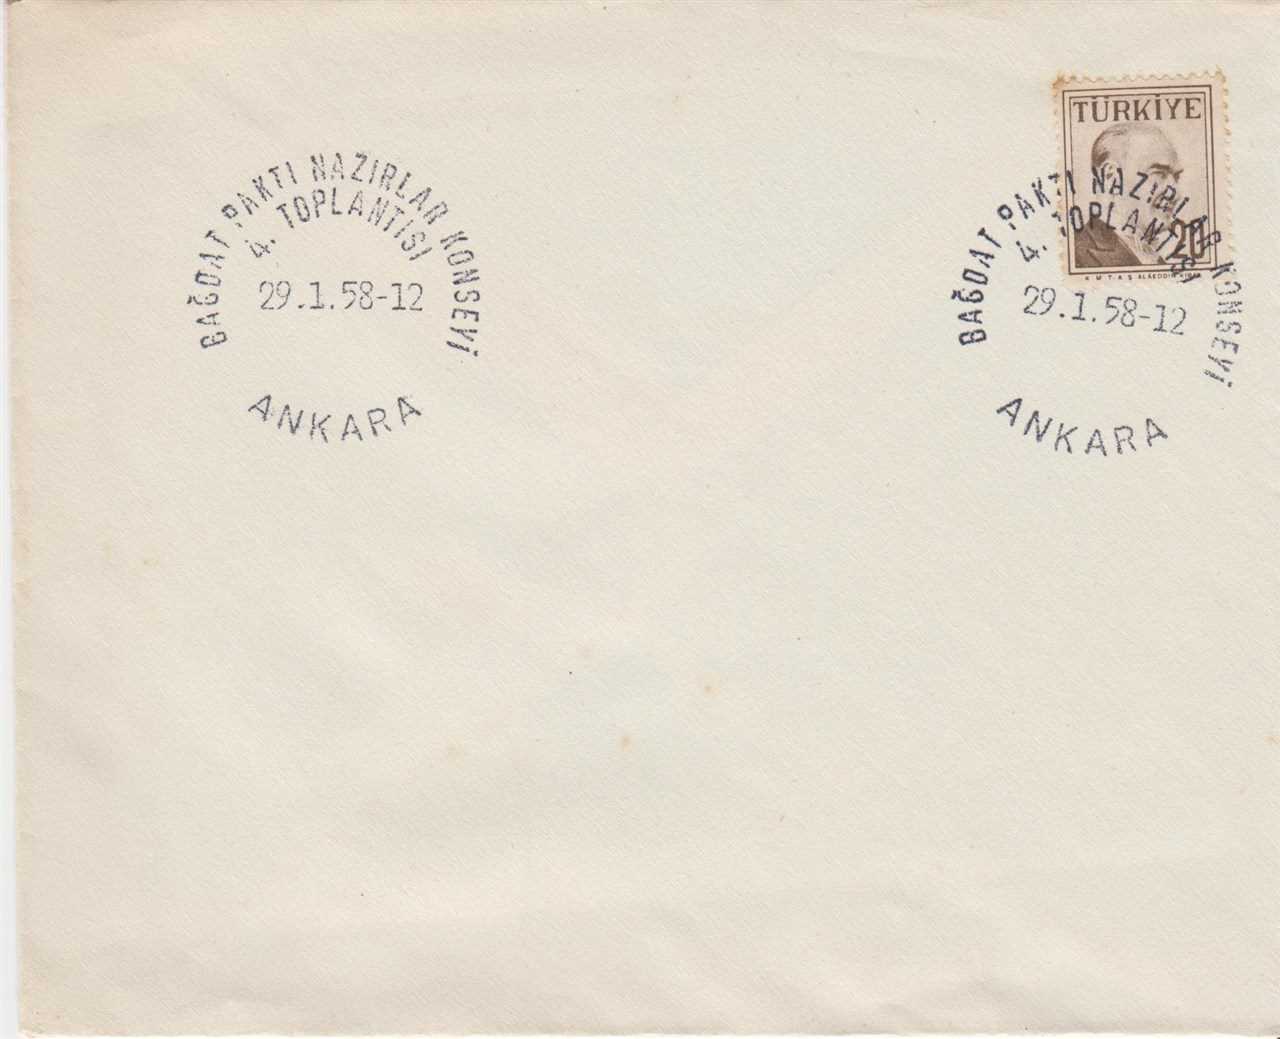 BAĞDAT PAKTI NAZIRLAR KONSEYİ
4. TOPLANTISI
29.1.58-12
ANKARA
TÜRKİYE
20
BAĞDAT PAKTI NAZIRLAR KONSEYİ
4. TOPLANTISI
29.1.58-12
ANKARA